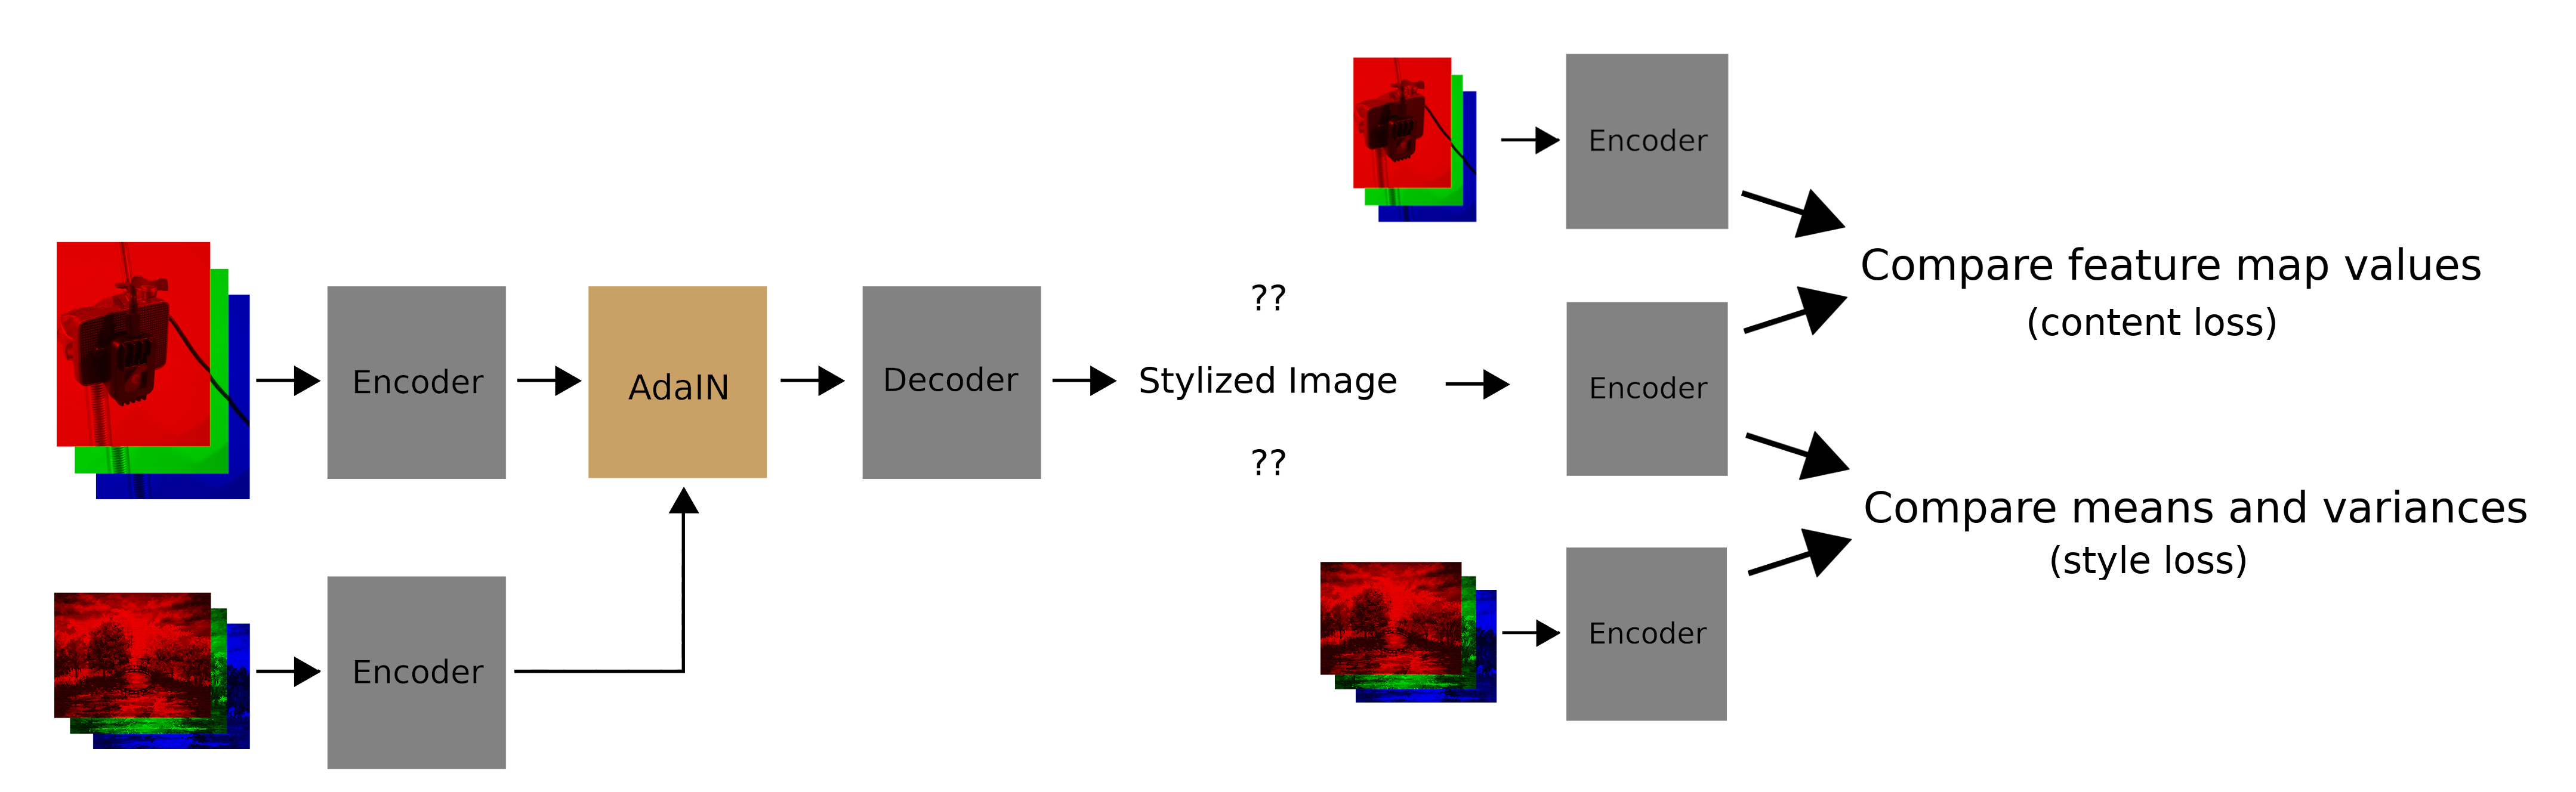 Encoder
AdaIN
Decoder
Encoder
??
Stylized Image
??
Encoder
Encoder
Encoder
Compare feature map values
(content loss)
Compare means and variances
(style loss)